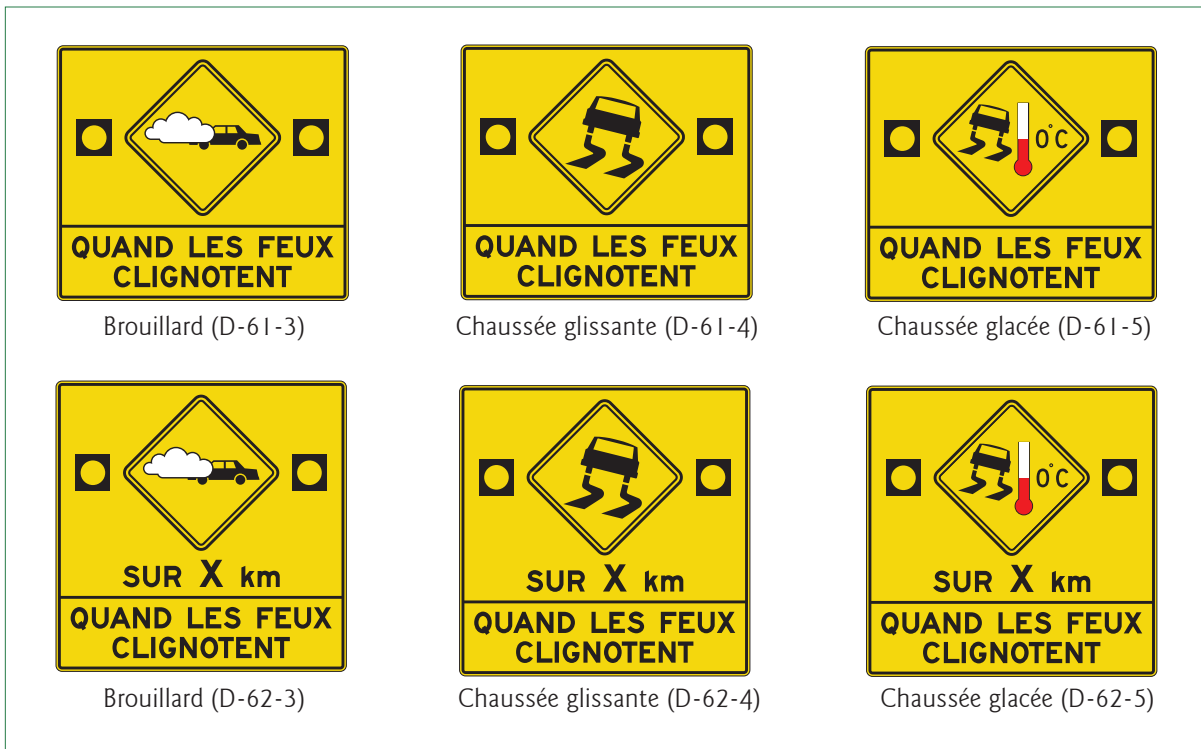 0°C
QUAND LES FEUX
CLIGNOTENT
QUAND LES FEUX
CLIGNOTENT
QUAND LES FEUX
CLIGNOTENT
Brouillard (D-61-3)
Chaussée glissante (D-61-4)
Chaussée glacée (D-61-5)
0°C
SUR X km
QUAND LES FEUX
CLIGNOTENT
SUR X km
QUAND LES FEUX
CLIGNOTENT
SUR X km
QUAND LES FEUX
CLIGNOTENT
Brouillard (D-62-3)
Chaussée glissante (D-62-4)
Chaussée glacée (D-62-5)